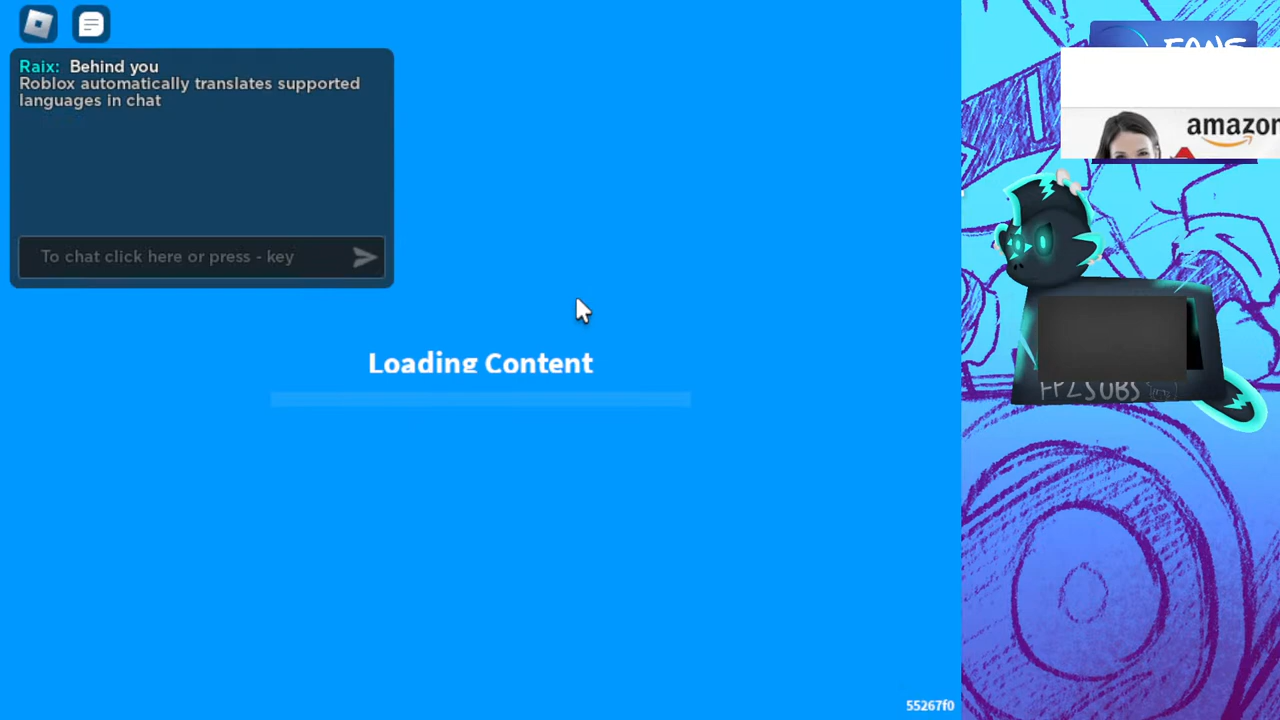 Raix: Behind you
Roblox automatically translates supported
languages in chat
To chat click here or press - key
Loading Content
55267f0
FANS
amazon